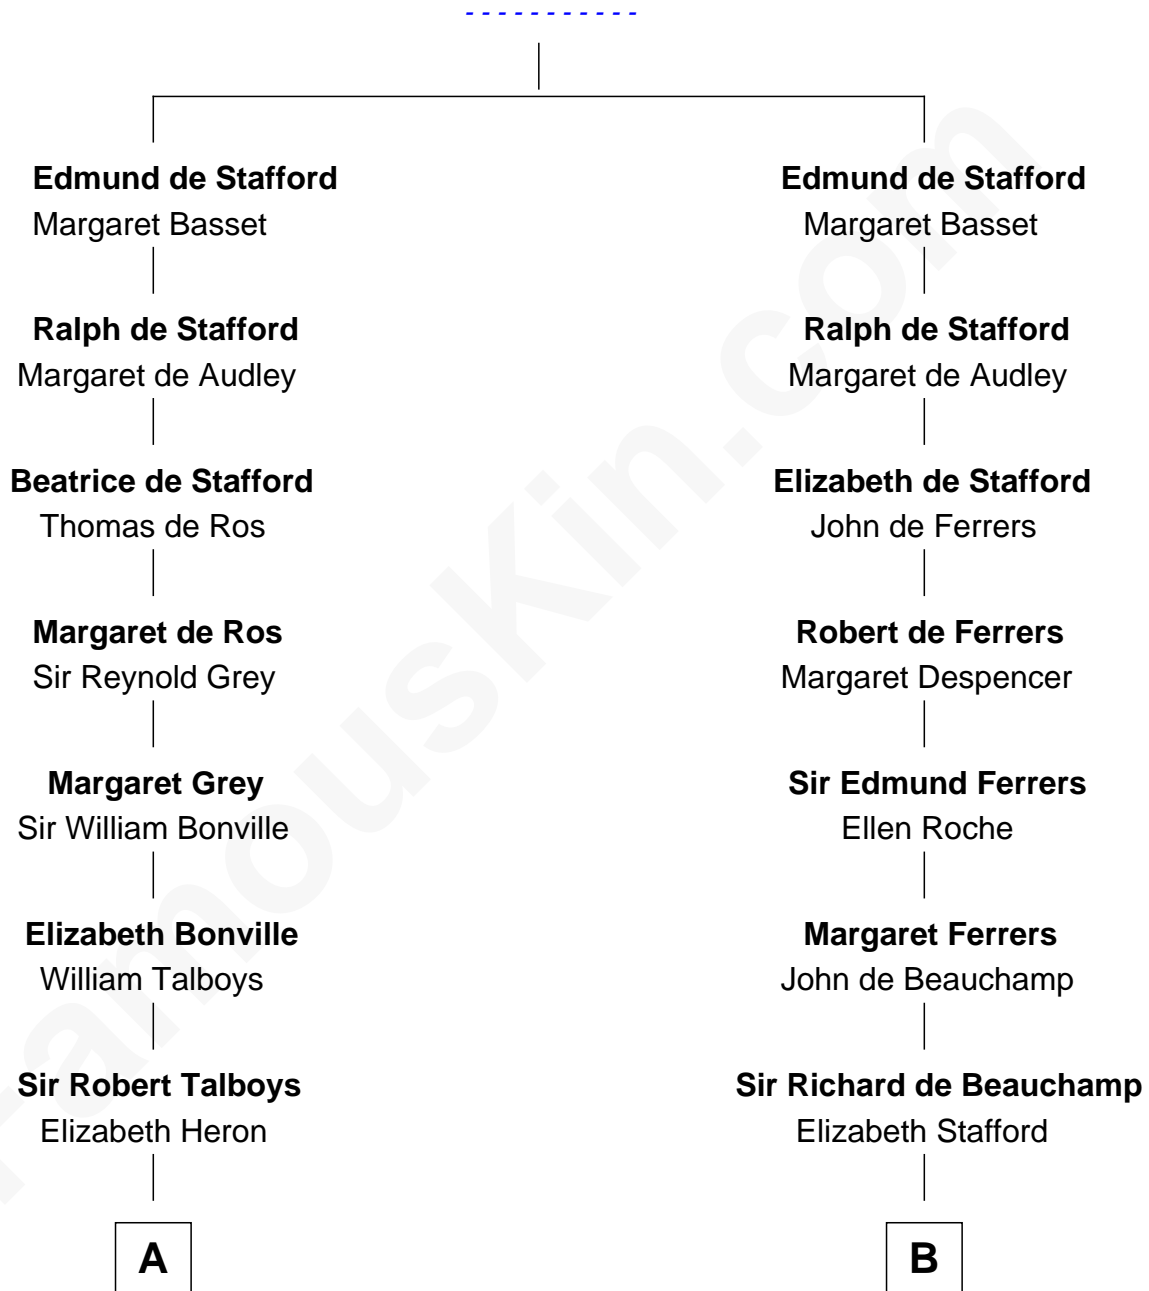 - - - - - - - - - - -
Edmund de Stafford
Margaret Basset
Ralph de Stafford
Margaret de Audley
Beatrice de Stafford
Thomas de Ros
Margaret de Ros
Sir Reynold Grey
Margaret Grey
Sir William Bonville
Elizabeth Bonville
William Talboys
Sir Robert Talboys
Elizabeth Heron
A
Edmund de Stafford
Margaret Basset
Ralph de Stafford
Margaret de Audley
Elizabeth de Stafford
John de Ferrers
Robert de Ferrers
Margaret Despencer
Sir Edmund Ferrers
Ellen Roche
Margaret Ferrers
John de Beauchamp
Sir Richard de Beauchamp
Elizabeth Stafford
B
FamousKin.com